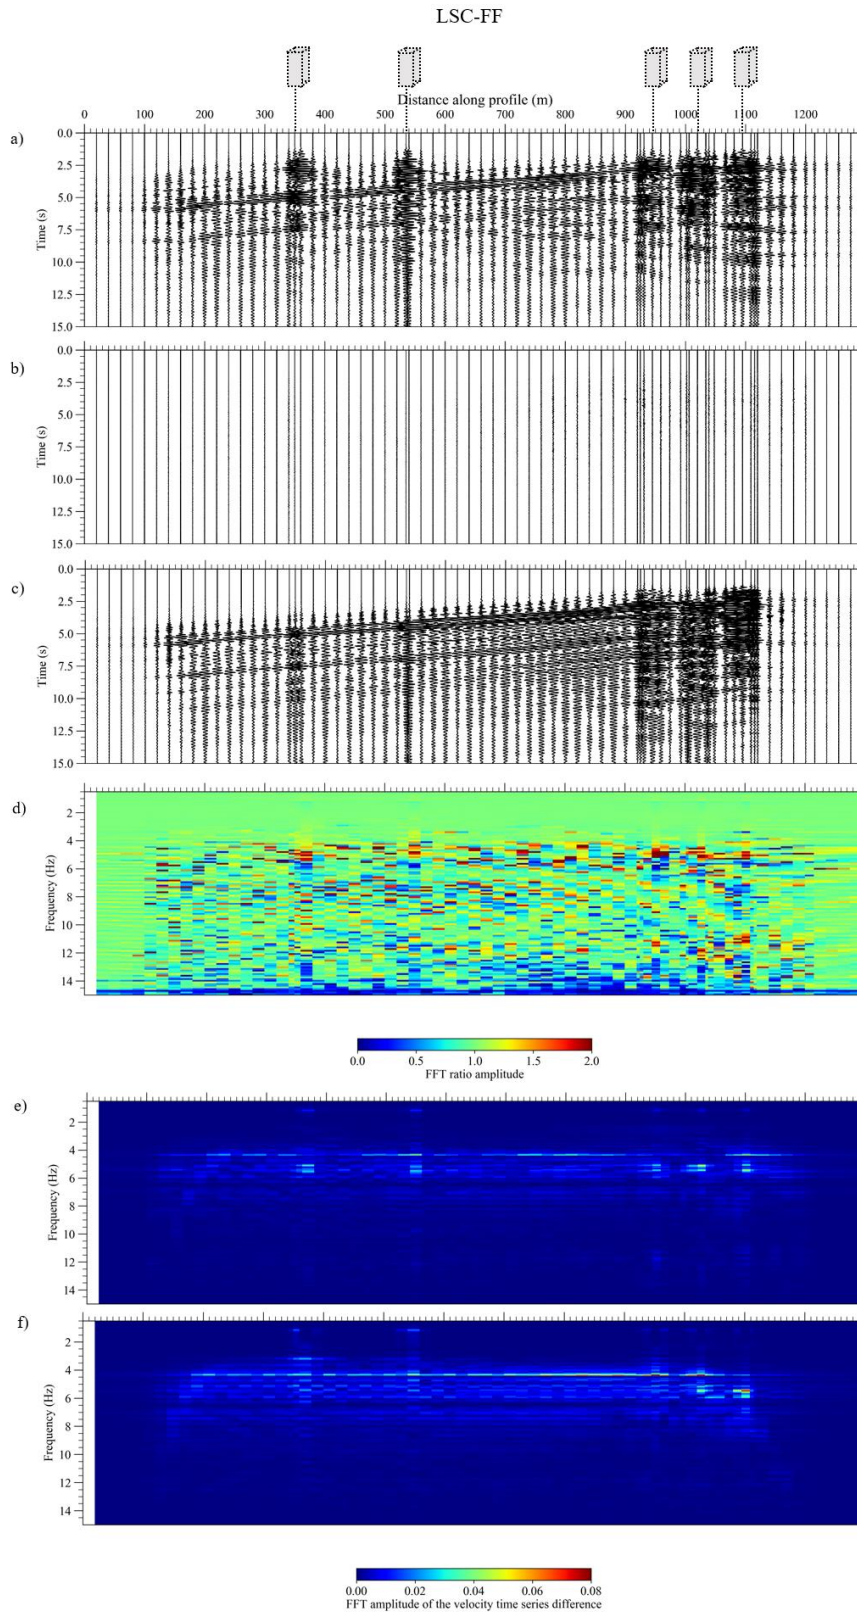 LSC-FF
Distance along profile (m)
0 100 200 300 400 500 600 700 800 900 1000 1100 1200
a)
0.0
2.5
5.0
7.5
10.0
12.5
15.0
Time (s)
b)
0.0
2.5
5.0
7.5
10.0
12.5
15.0
Time (s)
c)
0.0
2.5
5.0
7.5
10.0
12.5
15.0
Time (s)
d)
2
4
6
8
10
12
14
Frequency (Hz)
0.0 0.5 1.0 1.5 2.0
FFT ratio amplitude
e)
2
4
6
8
10
12
14
Frequency (Hz)
f)
2
4
6
8
10
12
14
Frequency (Hz)
0.00 0.02 0.04 0.06 0.08
FFT amplitude of the velocity time series difference